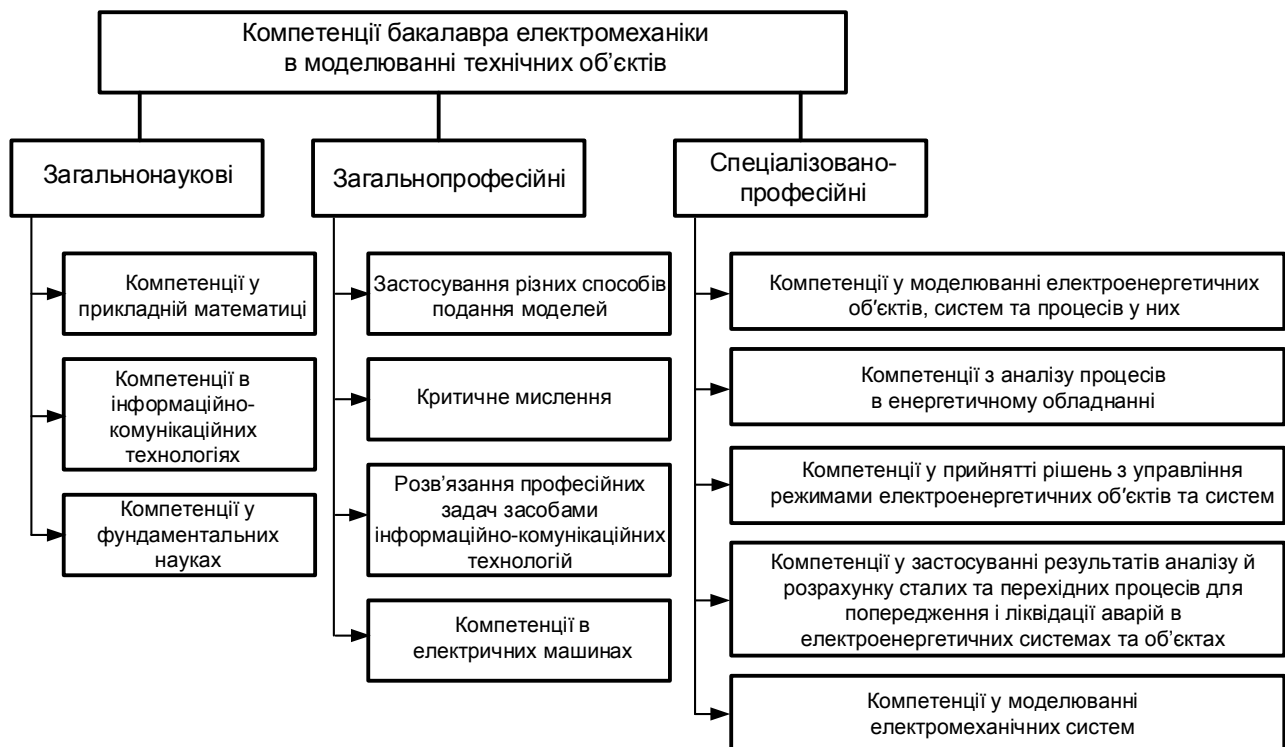 Компетенції бакалавра електромеханіки
в моделюванні технічних об’єктів
Загальнонаукові
Компетенції у
прикладній математиці
Компетенції в
інформаційно-
комунікаційних
технологіях
Компетенції у
фундаментальних
науках
Загальнопрофесійні
Застосування різних способів
подання моделей
Критичне мислення
Розв’язання професійних
задач засобами
інформаційно-комунікаційних
технологій
Компетенції в
електричних машинах
Спеціалізовано-
професійні
Компетенції у моделюванні електроенергетичних
об′єктів, систем та процесів у них
Компетенції з аналізу процесів
в енергетичному обладнанні
Компетенції у прийнятті рішень з управління
режимами електроенергетичних об′єктів та систем
Компетенції у застосуванні результатів аналізу й
розрахунку сталих та перехідних процесів для
попередження і ліквідації аварій в
електроенергетичних системах та об’єктах
Компетенції у моделюванні
електромеханічних систем